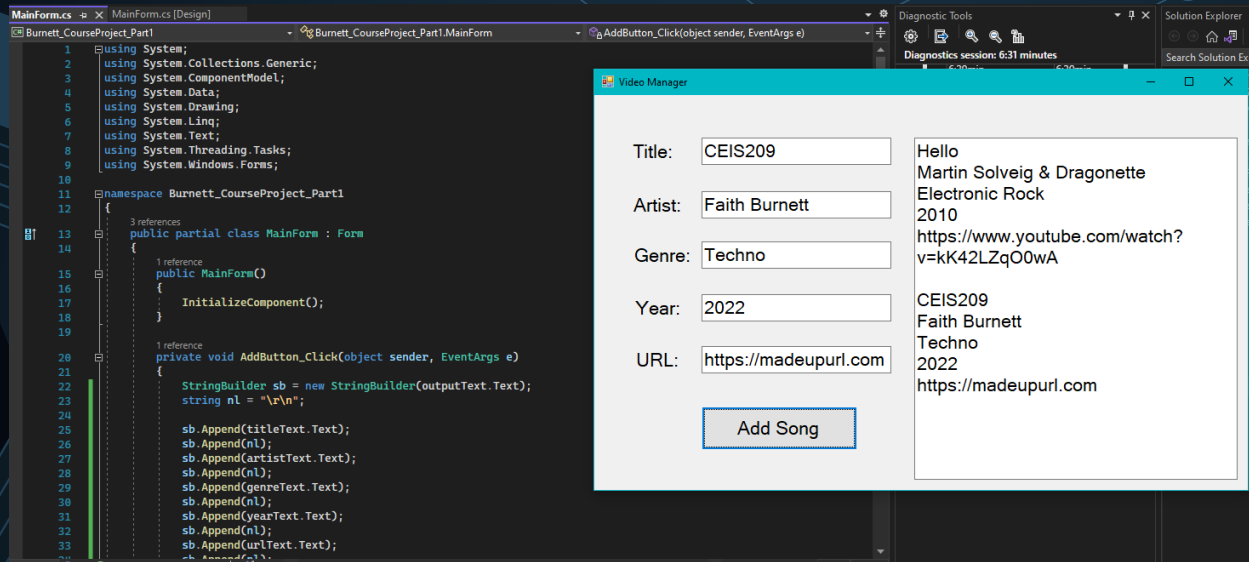 MainForm.cs MainForm.cs [Design]
Burnett_CourseProject_Part1 Burnett_CourseProject_Part1.MainForm AddButton_Click(object sender, EventArgs e)
1 using System;
2 using System.Collections.Generic;
3 using System.ComponentModel;
4 using System.Data;
5 using System.Drawing;
6 using System.Linq;
7 using System.Text;
8 using System.Threading.Tasks;
9 using System.Windows.Forms;
10
11 namespace Burnett_CourseProject_Part1
12 {
3 references
13 public partial class MainForm : Form
14 {
1 reference
15 public MainForm()
16 {
17 InitializeComponent();
18 }
19
1 reference
20 private void AddButton_Click(object sender, EventArgs e)
21 {
22 StringBuilder sb = new StringBuilder(outputText.Text);
23 string nl = "\r\n";
24
25 sb.Append(titleText.Text);
26 sb.Append(nl);
27 sb.Append(artistText.Text);
28 sb.Append(nl);
29 sb.Append(genreText.Text);
30 sb.Append(nl);
31 sb.Append(yearText.Text);
32 sb.Append(nl);
33 sb.Append(urlText.Text);
34 sb.Append(nl);
Diagnostic Tools
Diagnostics session: 6:31 minutes
Solution Explorer
Search Solution Ex
Video Manager
Title: CEIS209
Artist: Faith Burnett
Genre: Techno
Year: 2022
URL: https://madeupurl.com
Add Song
Hello
Martin Solveig & Dragonette
Electronic Rock
2010
https://www.youtube.com/watch?
v=kK42LZqO0wA
CEIS209
Faith Burnett
Techno
2022
https://madeupurl.com